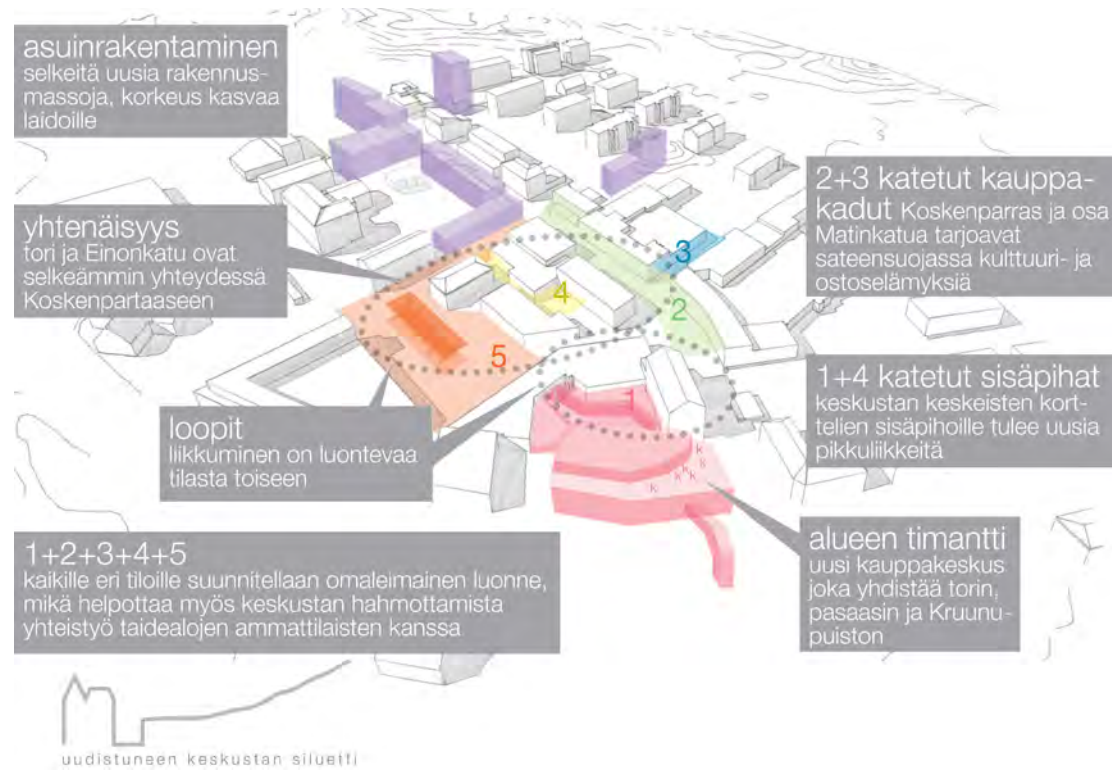 asuinrakentaminen
selkeitä uusia rakennus-
massoja, korkeus kasvaa
laidoille
yhtenäisyys
tori ja Einonkatu ovat
selkeämmin yhteydessä
Koskenpartaaseen
2+3 katetut kauppa-
kadut Koskenparras ja osa
Matinkatua tarjoavat
sateensuojassa kulttuuri- ja
ostoselämyksiä
3
4
2
5
1
1+4 katetut sisäpihat
keskustan keskeisten kort-
telien sisäpihoille tulee uusia
pikkuliikkeitä
loopit
liikkuminen on luontevaa
tilasta toiseen
k
k
k
k
k
k
1+2+3+4+5
kaikille eri tiloille suunnitellaan omaleimainen luonne,
mikä helpottaa myös keskustan hahmottamista
yhteistyö taidealojen ammattilaisten kanssa
alueen timantti
uusi kauppakeskus
joka yhdistää torin,
pasaasin ja Kruunu-
puiston
uudistuneen keskustan siluetti